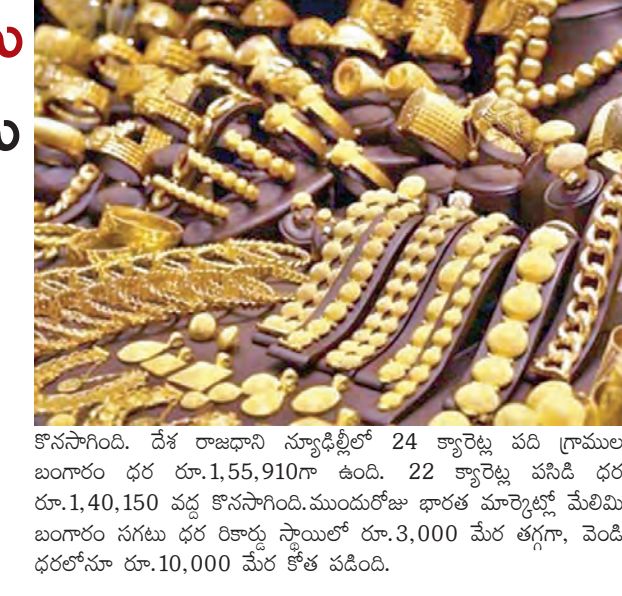 కొనసాగింది. దేశ రాజధాని న్యూఢిల్లీలో 24 క్యారెట్ల పది గ్రాముల
బంగారం ధర రూ.1,55,910గా ఉంది. 22 క్యారెట్ల పసిడి ధర
రూ.1,40,150 వద్ద కొనసాగింది.ముందురోజు భారత మార్కెట్లో మేలిమి
బంగారం సగటు ధర రికార్డు స్థాయిలో రూ.3,000 మేర తగ్గగా, వెండి
ధరలోనూ రూ.10,000 మేర కోత పడింది.